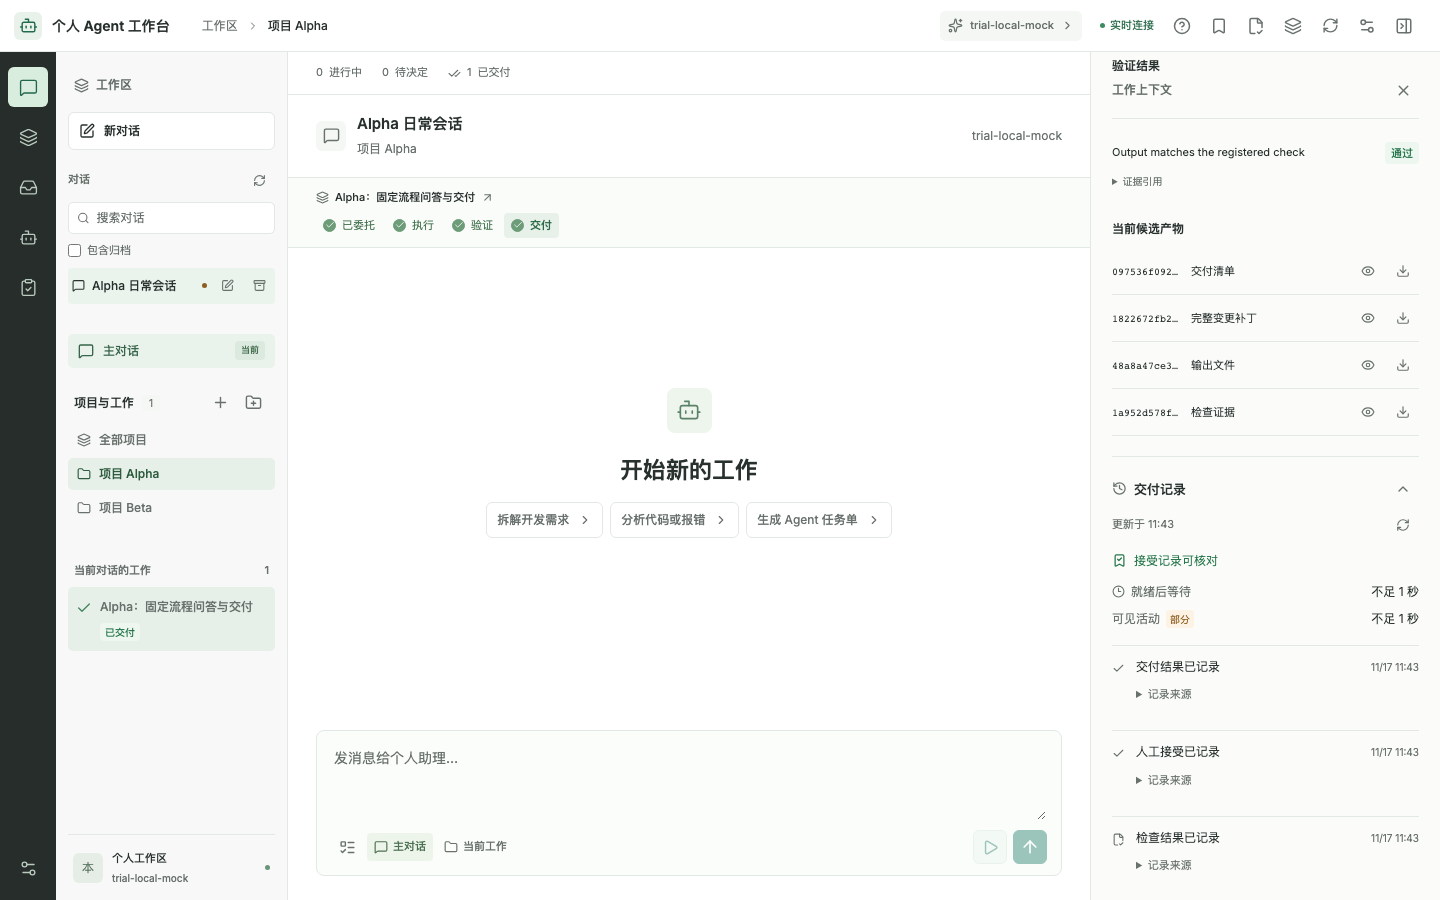 个人 Agent 工作台
工作区
项目 Alpha
trial-local-mock
实时连接
工作区
新对话
对话
搜索对话
包含归档
Alpha 日常会话
主对话
当前
项目与工作 1
全部项目
项目 Alpha
项目 Beta
当前对话的工作 1
Alpha：固定流程问答与交付
已交付
本
个人工作区
trial-local-mock
0 进行中
0 待决定
1 已交付
Alpha 日常会话
项目 Alpha
trial-local-mock
Alpha：固定流程问答与交付
已委托
执行
验证
交付
开始新的工作
拆解开发需求
分析代码或报错
生成 Agent 任务单
发消息给个人助理...
主对话
当前工作
验证结果
工作上下文
Output matches the registered check
通过
证据引用
当前候选产物
097536f092… 交付清单
1822672fb2… 完整变更补丁
48a8a47ce3… 输出文件
1a952d578f… 检查证据
交付记录
更新于 11:43
接受记录可核对
就绪后等待 不足 1 秒
可见活动 部分 不足 1 秒
交付结果已记录 11/17 11:43
记录来源
人工接受已记录 11/17 11:43
记录来源
检查结果已记录 11/17 11:43
记录来源